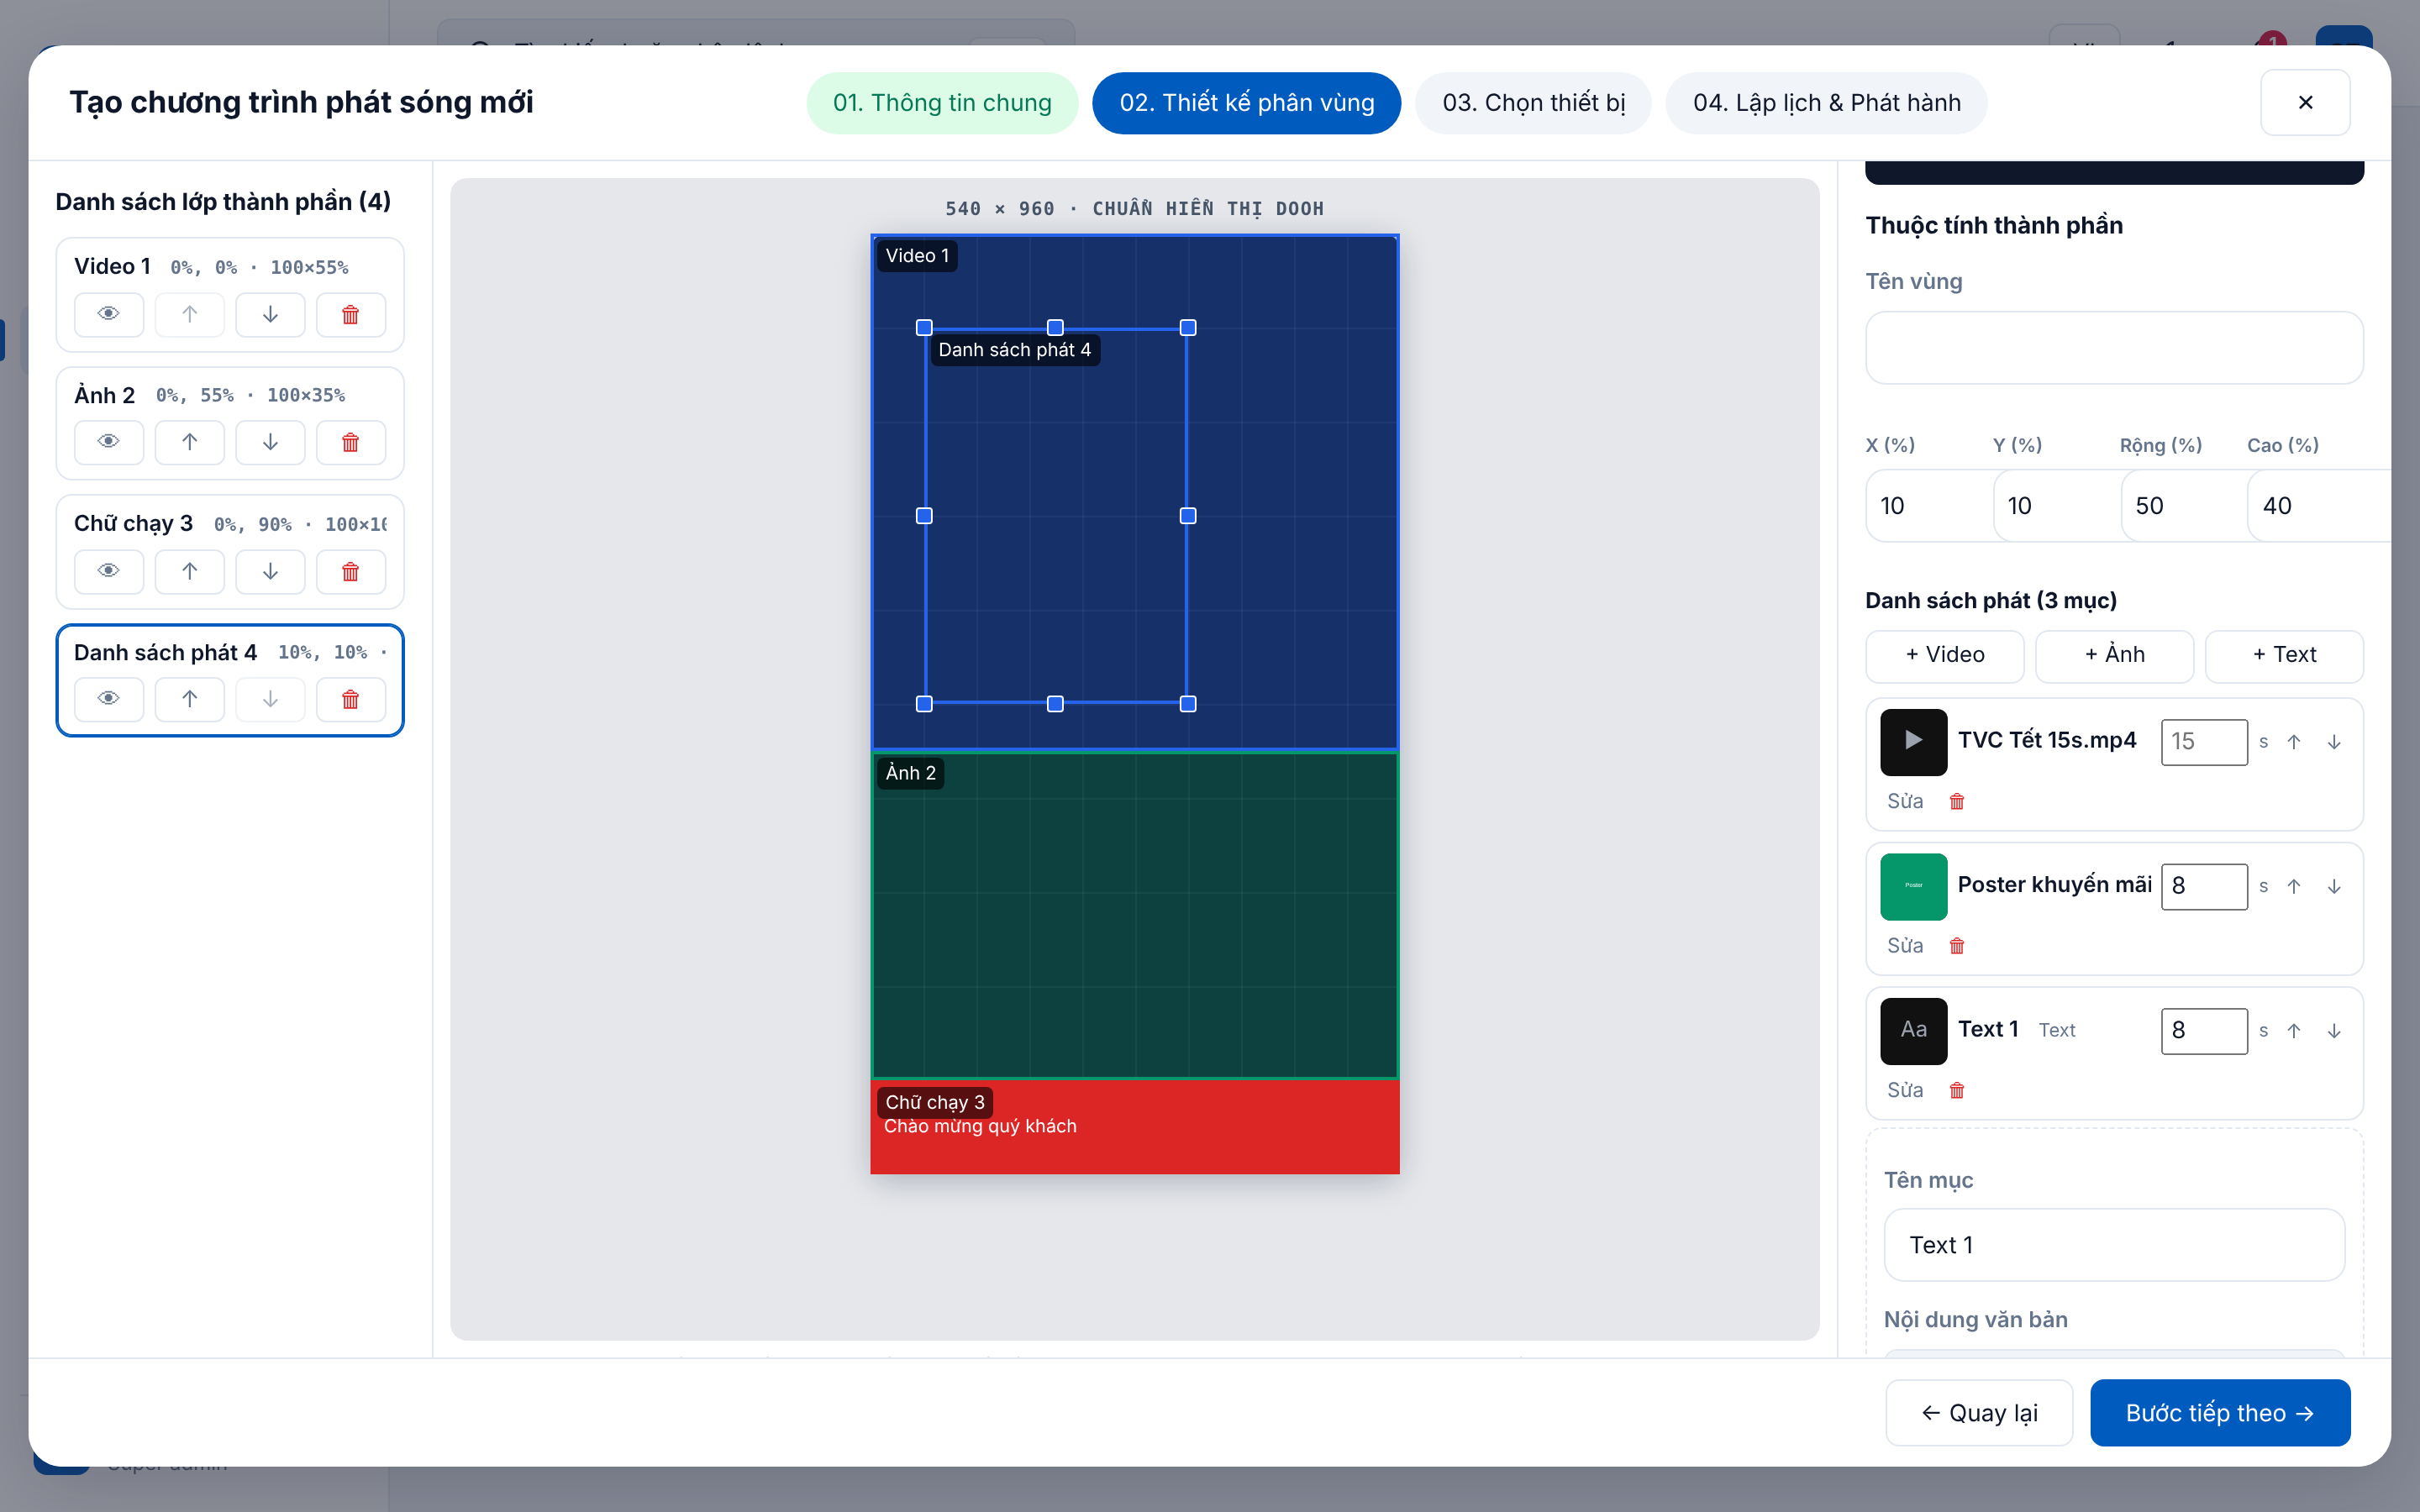 Tạo chương trình phát sóng mới
01. Thông tin chung
02. Thiết kế phân vùng
03. Chọn thiết bị
04. Lập lịch & Phát hành
×
Danh sách lớp thành phần (4)
Video 1 0%, 0% · 100×55%
Ảnh 2 0%, 55% · 100×35%
Chữ chạy 3 0%, 90% · 100×10
Danh sách phát 4 10%, 10% ·
540 × 960 · CHUẨN HIỂN THỊ DOOH
Video 1
Danh sách phát 4
Ảnh 2
Chữ chạy 3
Chào mừng quý khách
Thuộc tính thành phần
Tên vùng
X (%) Y (%) Rộng (%) Cao (%)
10 10 50 40
Danh sách phát (3 mục)
+ Video + Ảnh + Text
TVC Tết 15s.mp4 15 s ↑ ↓
Sửa
Poster
Poster khuyến mãi 8 s ↑ ↓
Sửa
Aa Text 1 Text 8 s ↑ ↓
Sửa
Tên mục
Text 1
Nội dung văn bản
← Quay lại
Bước tiếp theo →